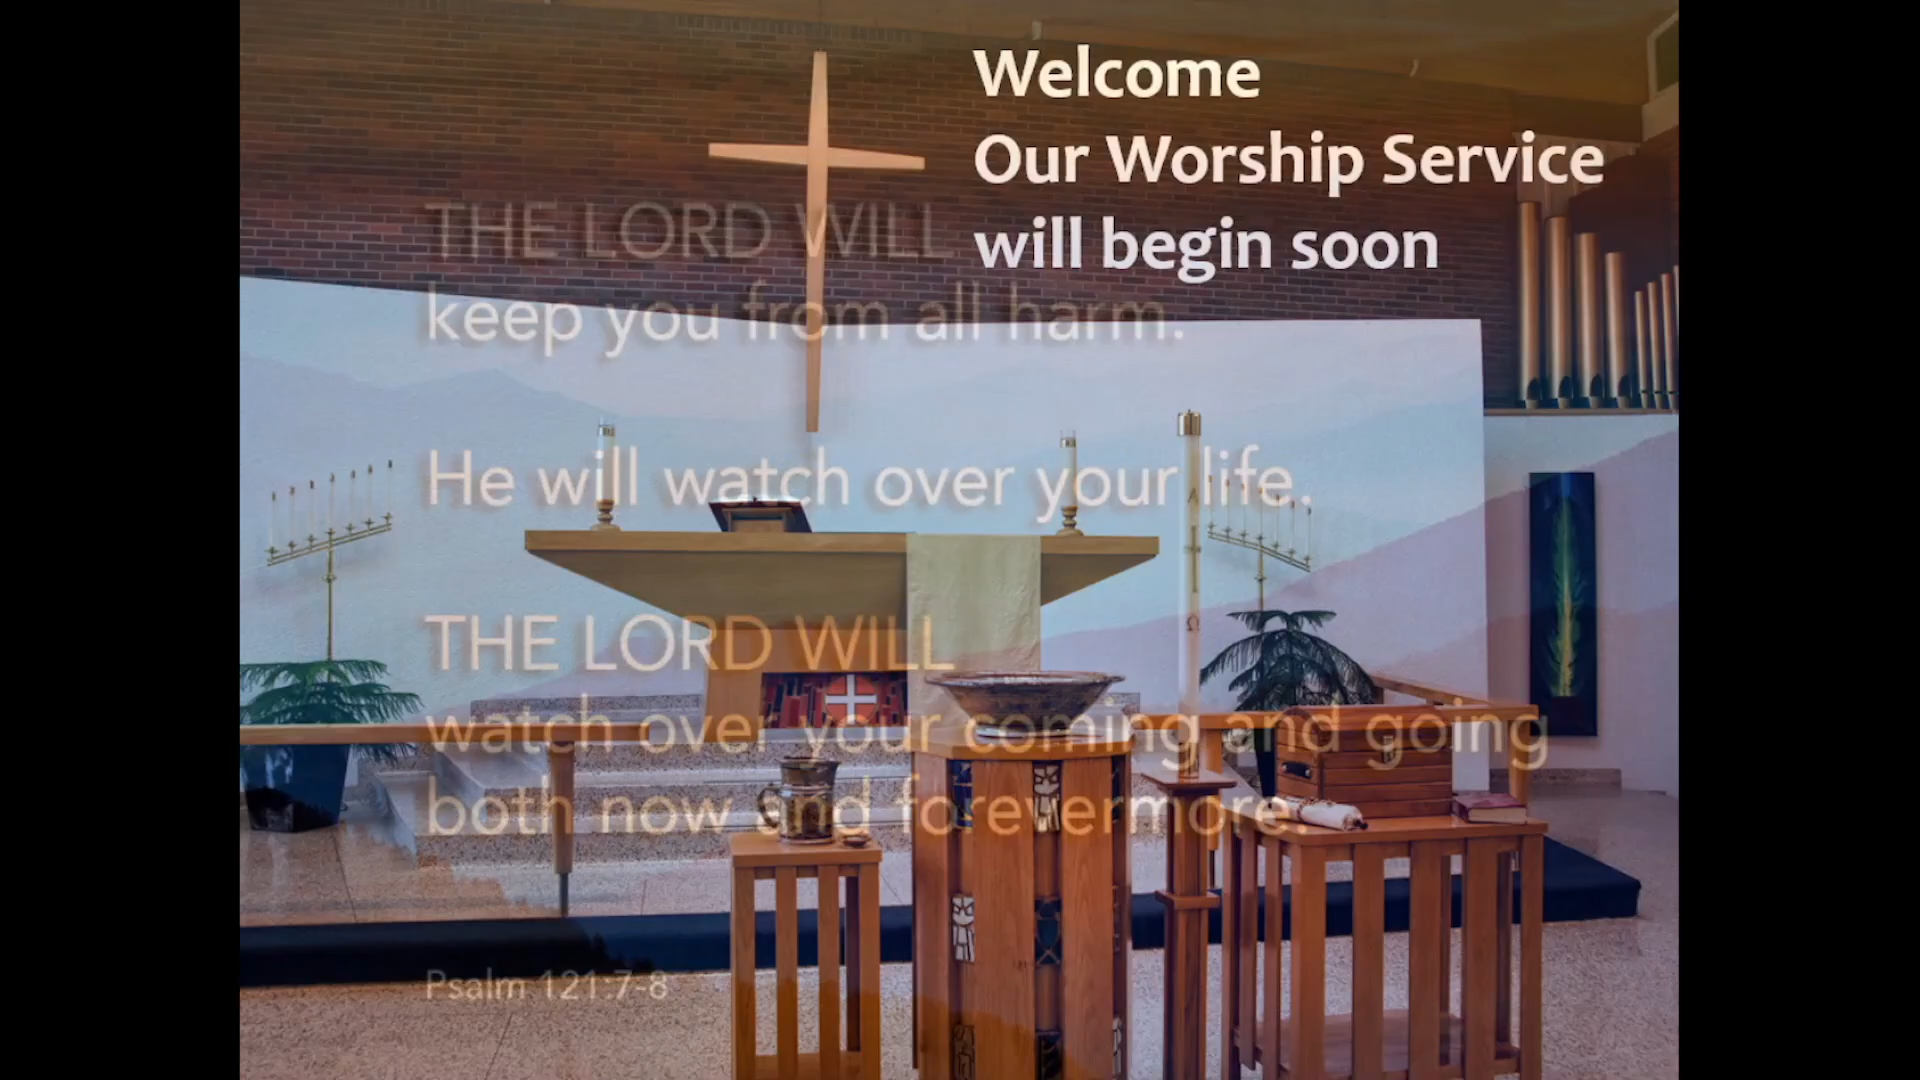 Welcome
Our Worship Service
will begin soon
THE LORD WILL
keep you from all harm.
He will watch over your life.
THE LORD WILL
watch over your coming and going
both now and forevermore.
Psalm 121:7-8
Α
Ω